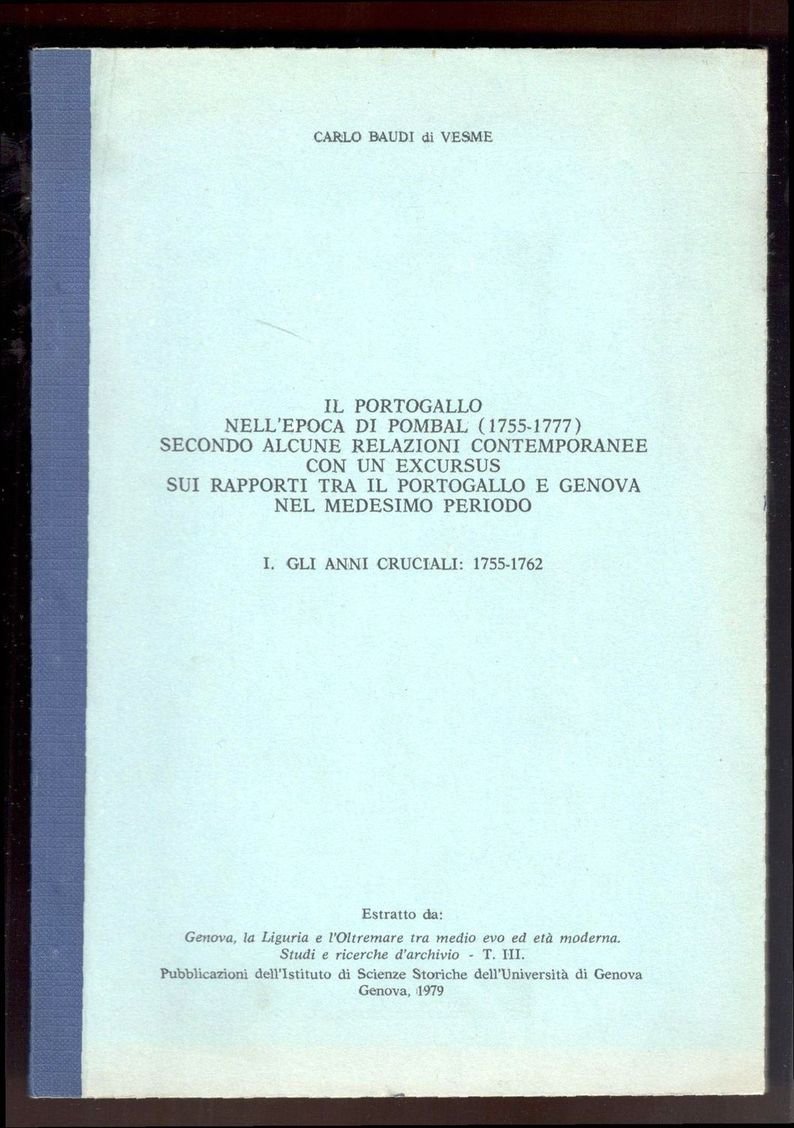 CARLO BAUDI di VESME
IL PORTOGALLO
NELL'EPOCA DI POMBAL (1755-1777)
SECONDO ALCUNE RELAZIONI CONTEMPORANEE
CON UN EXCURSUS
SUI RAPPORTI TRA IL PORTOGALLO E GENOVA
NEL MEDESIMO PERIODO
I. GLI ANNI CRUCIALI: 1755-1762
Estratto da:
Genova, la Liguria e l'Oltremare tra medio evo ed età moderna.
Studi e ricerche d'archivio - T. III.
Pubblicazioni dell'Istituto di Scienze Storiche dell'Università di Genova
Genova, 1979